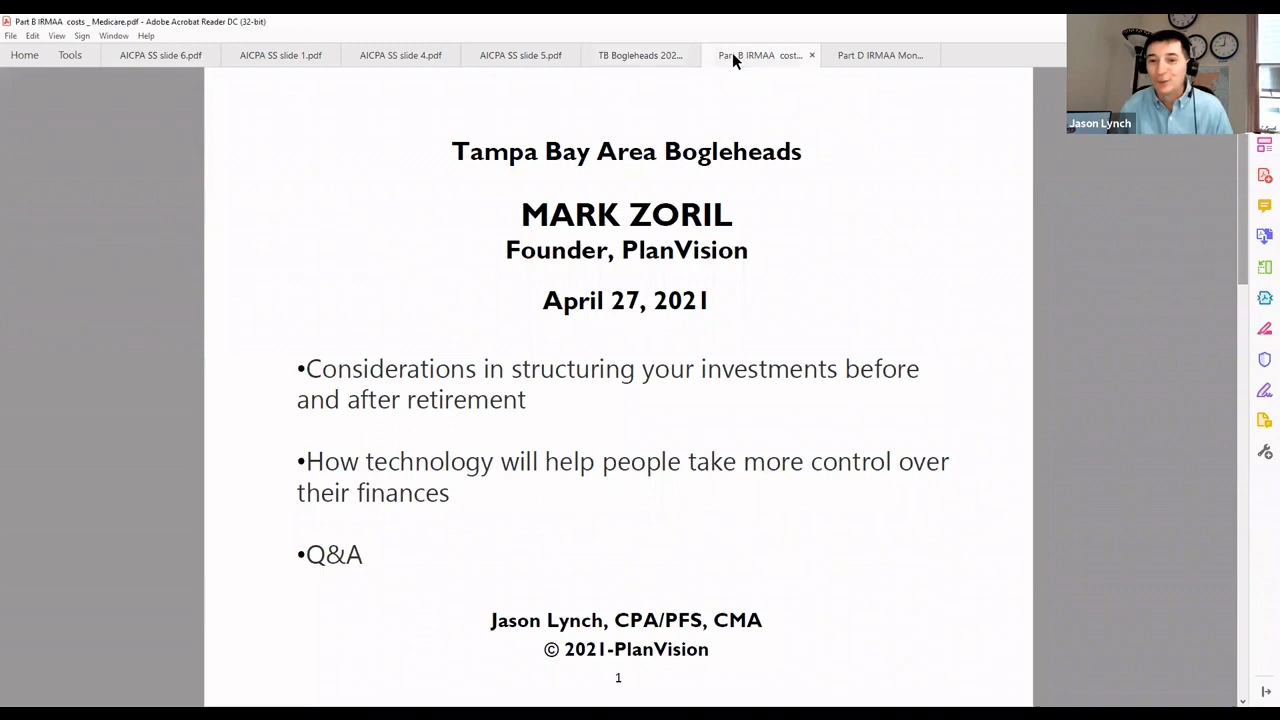 Part B IRMAA costs _ Medicare.pdf - Adobe Acrobat Reader DC (32-bit)
File Edit View Sign Window Help
Home Tools AICPA SS slide 6.pdf AICPA SS slide 1.pdf AICPA SS slide 4.pdf AICPA SS slide 5.pdf TB Bogleheads 202... Part B IRMAA cost... × Part D IRMAA Mon...
Jason Lynch
Tampa Bay Area Bogleheads
MARK ZORIL
Founder, PlanVision
April 27, 2021
•Considerations in structuring your investments before
and after retirement
•How technology will help people take more control over
their finances
•Q&A
Jason Lynch, CPA/PFS, CMA
© 2021-PlanVision
1